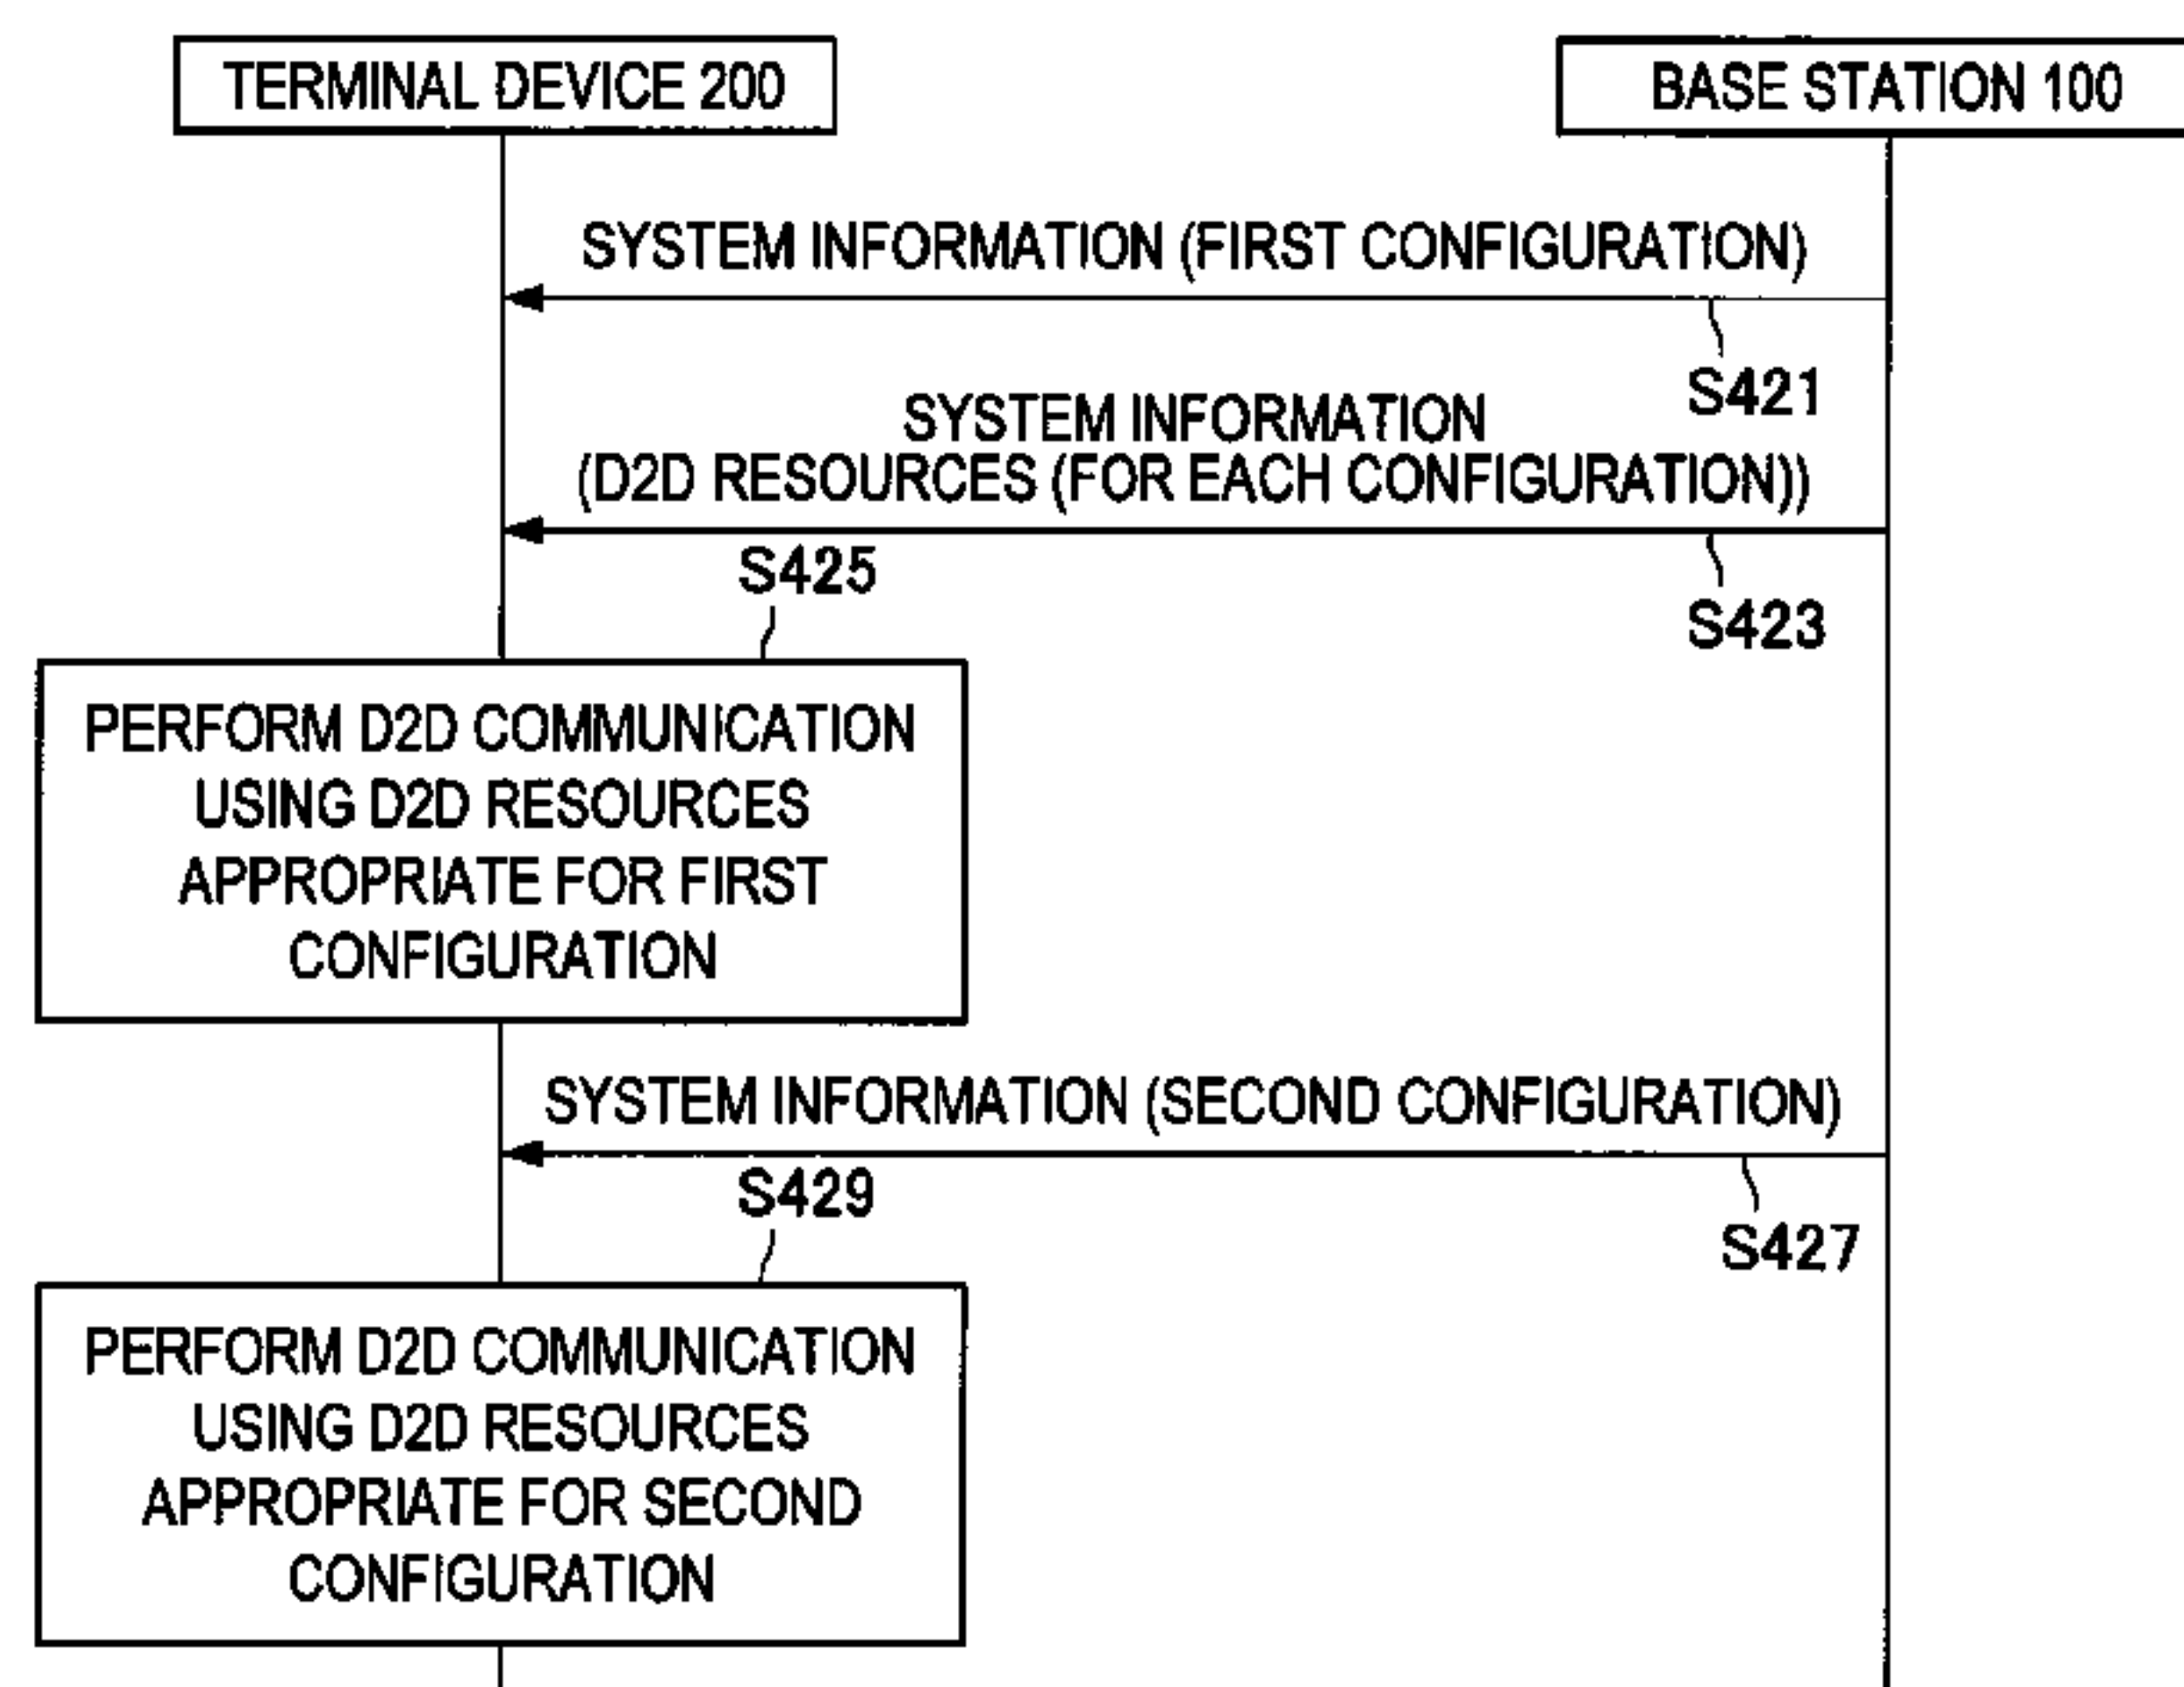 TERMINAL DEVICE 200
BASE STATION 100
SYSTEM INFORMATION (FIRST CONFIGURATION)
S421
SYSTEM INFORMATION
(D2D RESOURCES (FOR EACH CONFIGURATION))
S423
S425
PERFORM D2D COMMUNICATION
USING D2D RESOURCES
APPROPRIATE FOR FIRST
CONFIGURATION
SYSTEM INFORMATION (SECOND CONFIGURATION)
S427
S429
PERFORM D2D COMMUNICATION
USING D2D RESOURCES
APPROPRIATE FOR SECOND
CONFIGURATION